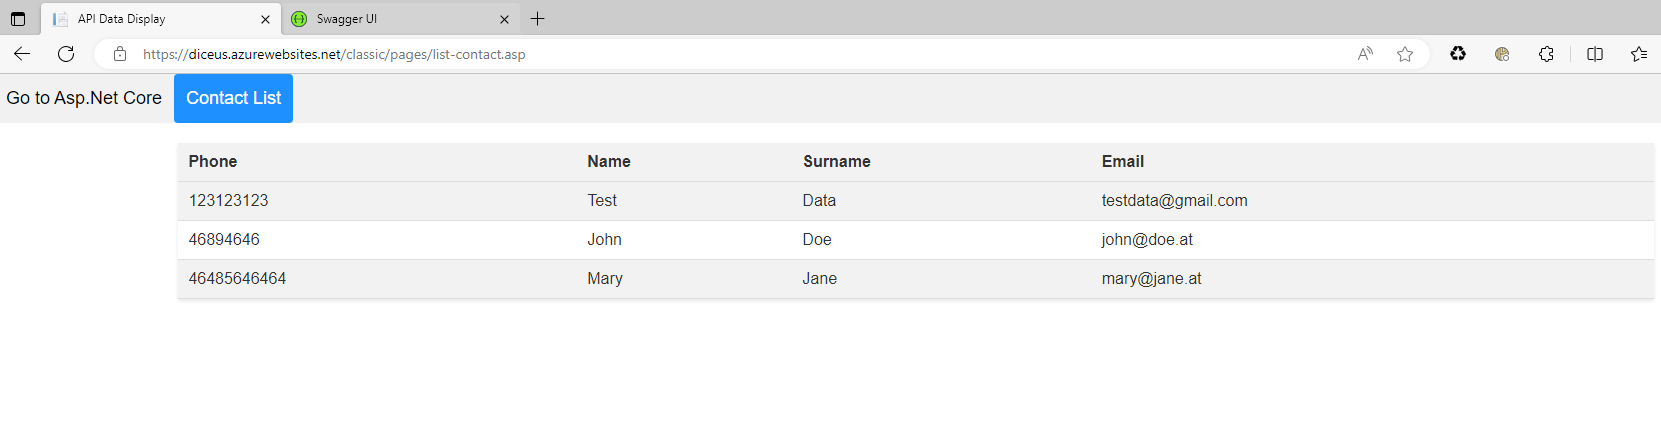 API Data Display Swagger UI
https://diceus.azurewebsites.net/classic/pages/list-contact.asp
Go to Asp.Net Core Contact List
Phone Name Surname Email
123123123 Test Data testdata@gmail.com
46894646 John Doe john@doe.at
46485646464 Mary Jane mary@jane.at